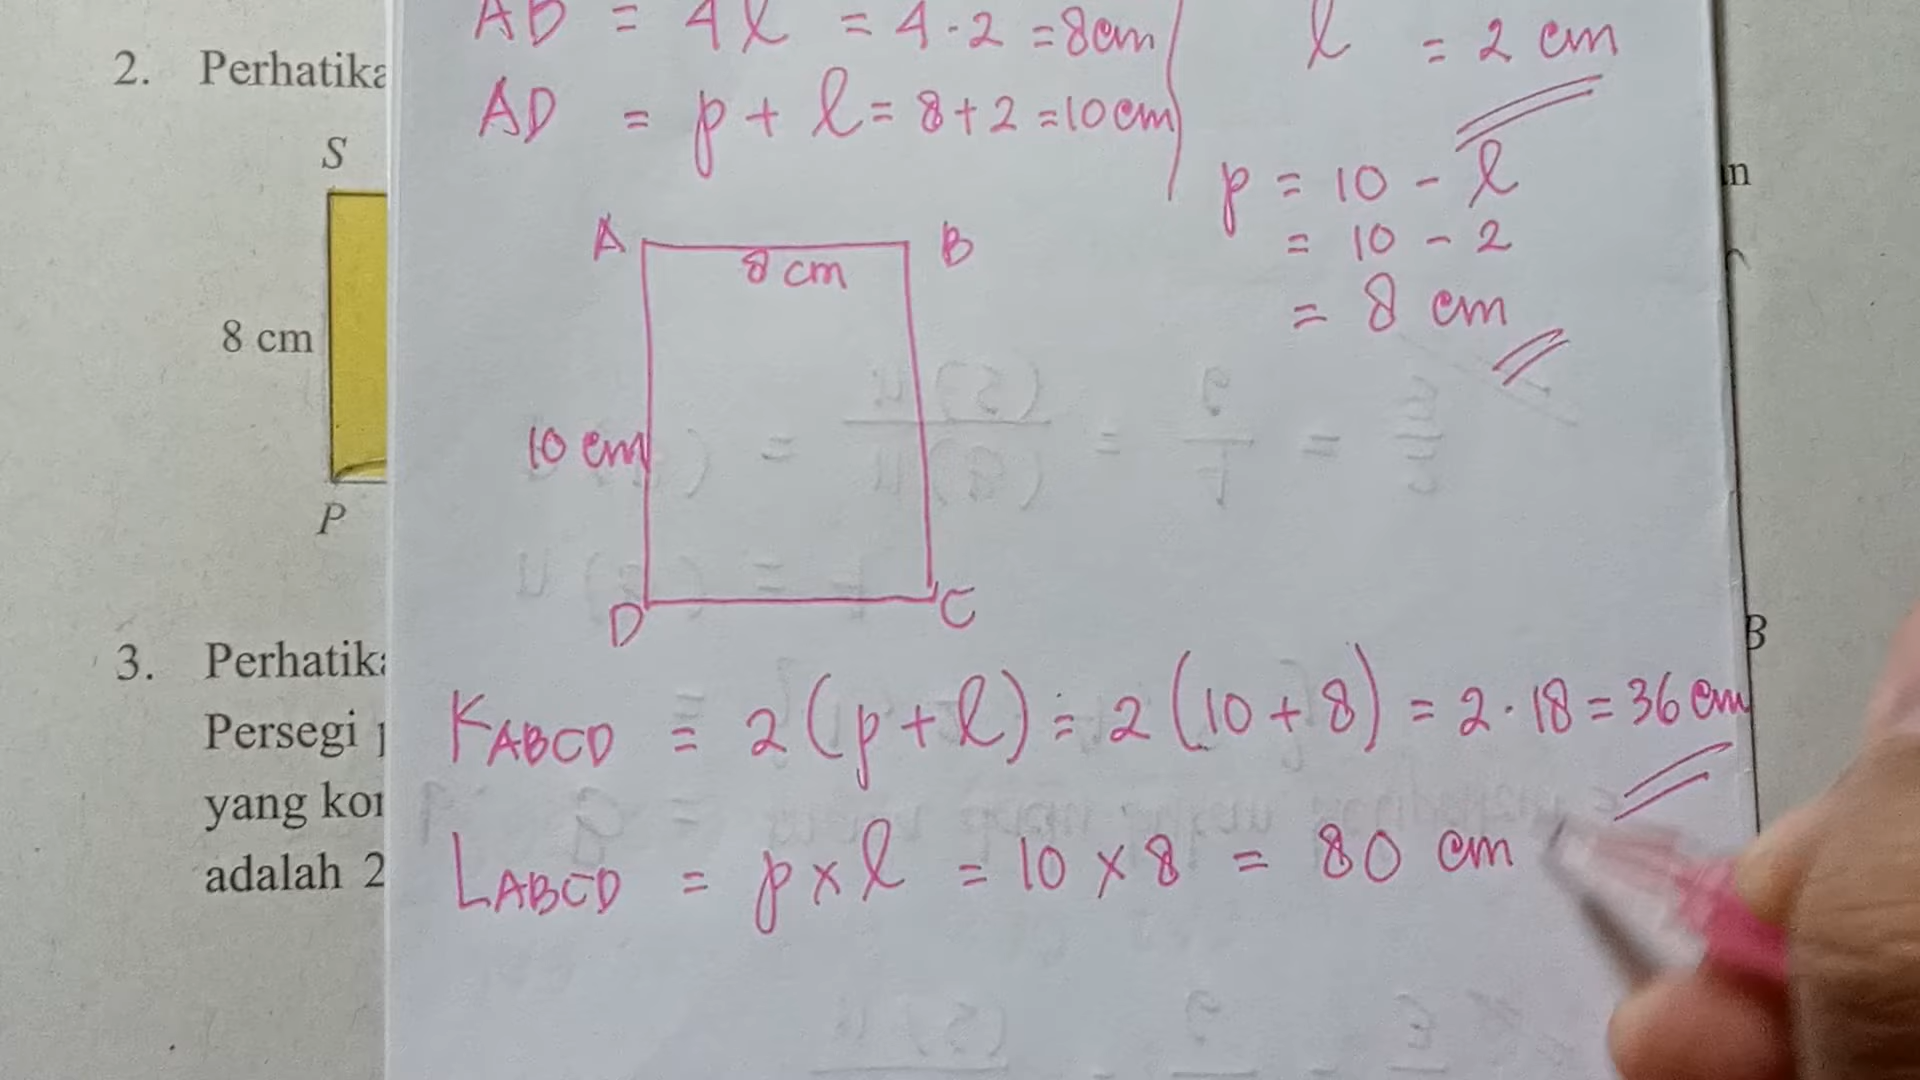 AB = 4l = 4·2 = 8cm
AD = p + l = 8+2 = 10cm
l = 2 cm
p = 10 - l
= 10 - 2
= 8 cm
A B
8 cm
10 cm
D C
KABCD = 2(p+l) = 2(10+8) = 2·18 = 36 cm
LABCD = p x l = 10 x 8 = 80 cm
2. Perhatika
S
8 cm
P
3. Perhatik
Persegi
yang kor
adalah 2
n
B